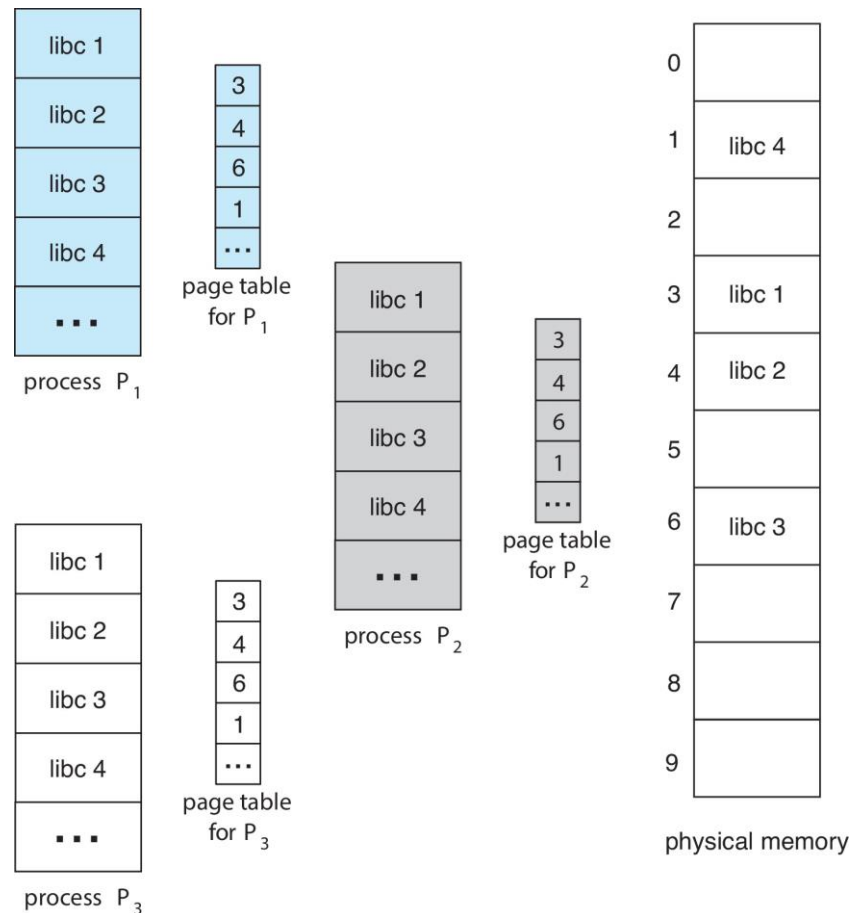 libc 1
libc 2
libc 3
libc 4
...
process P1
3
4
6
1
...
page table
for P1
libc 1
libc 2
libc 3
libc 4
...
process P2
3
4
6
1
...
page table
for P2
libc 1
libc 2
libc 3
libc 4
...
process P3
3
4
6
1
...
page table
for P3
0
1 libc 4
2
3 libc 1
4 libc 2
5
6 libc 3
7
8
9
physical memory